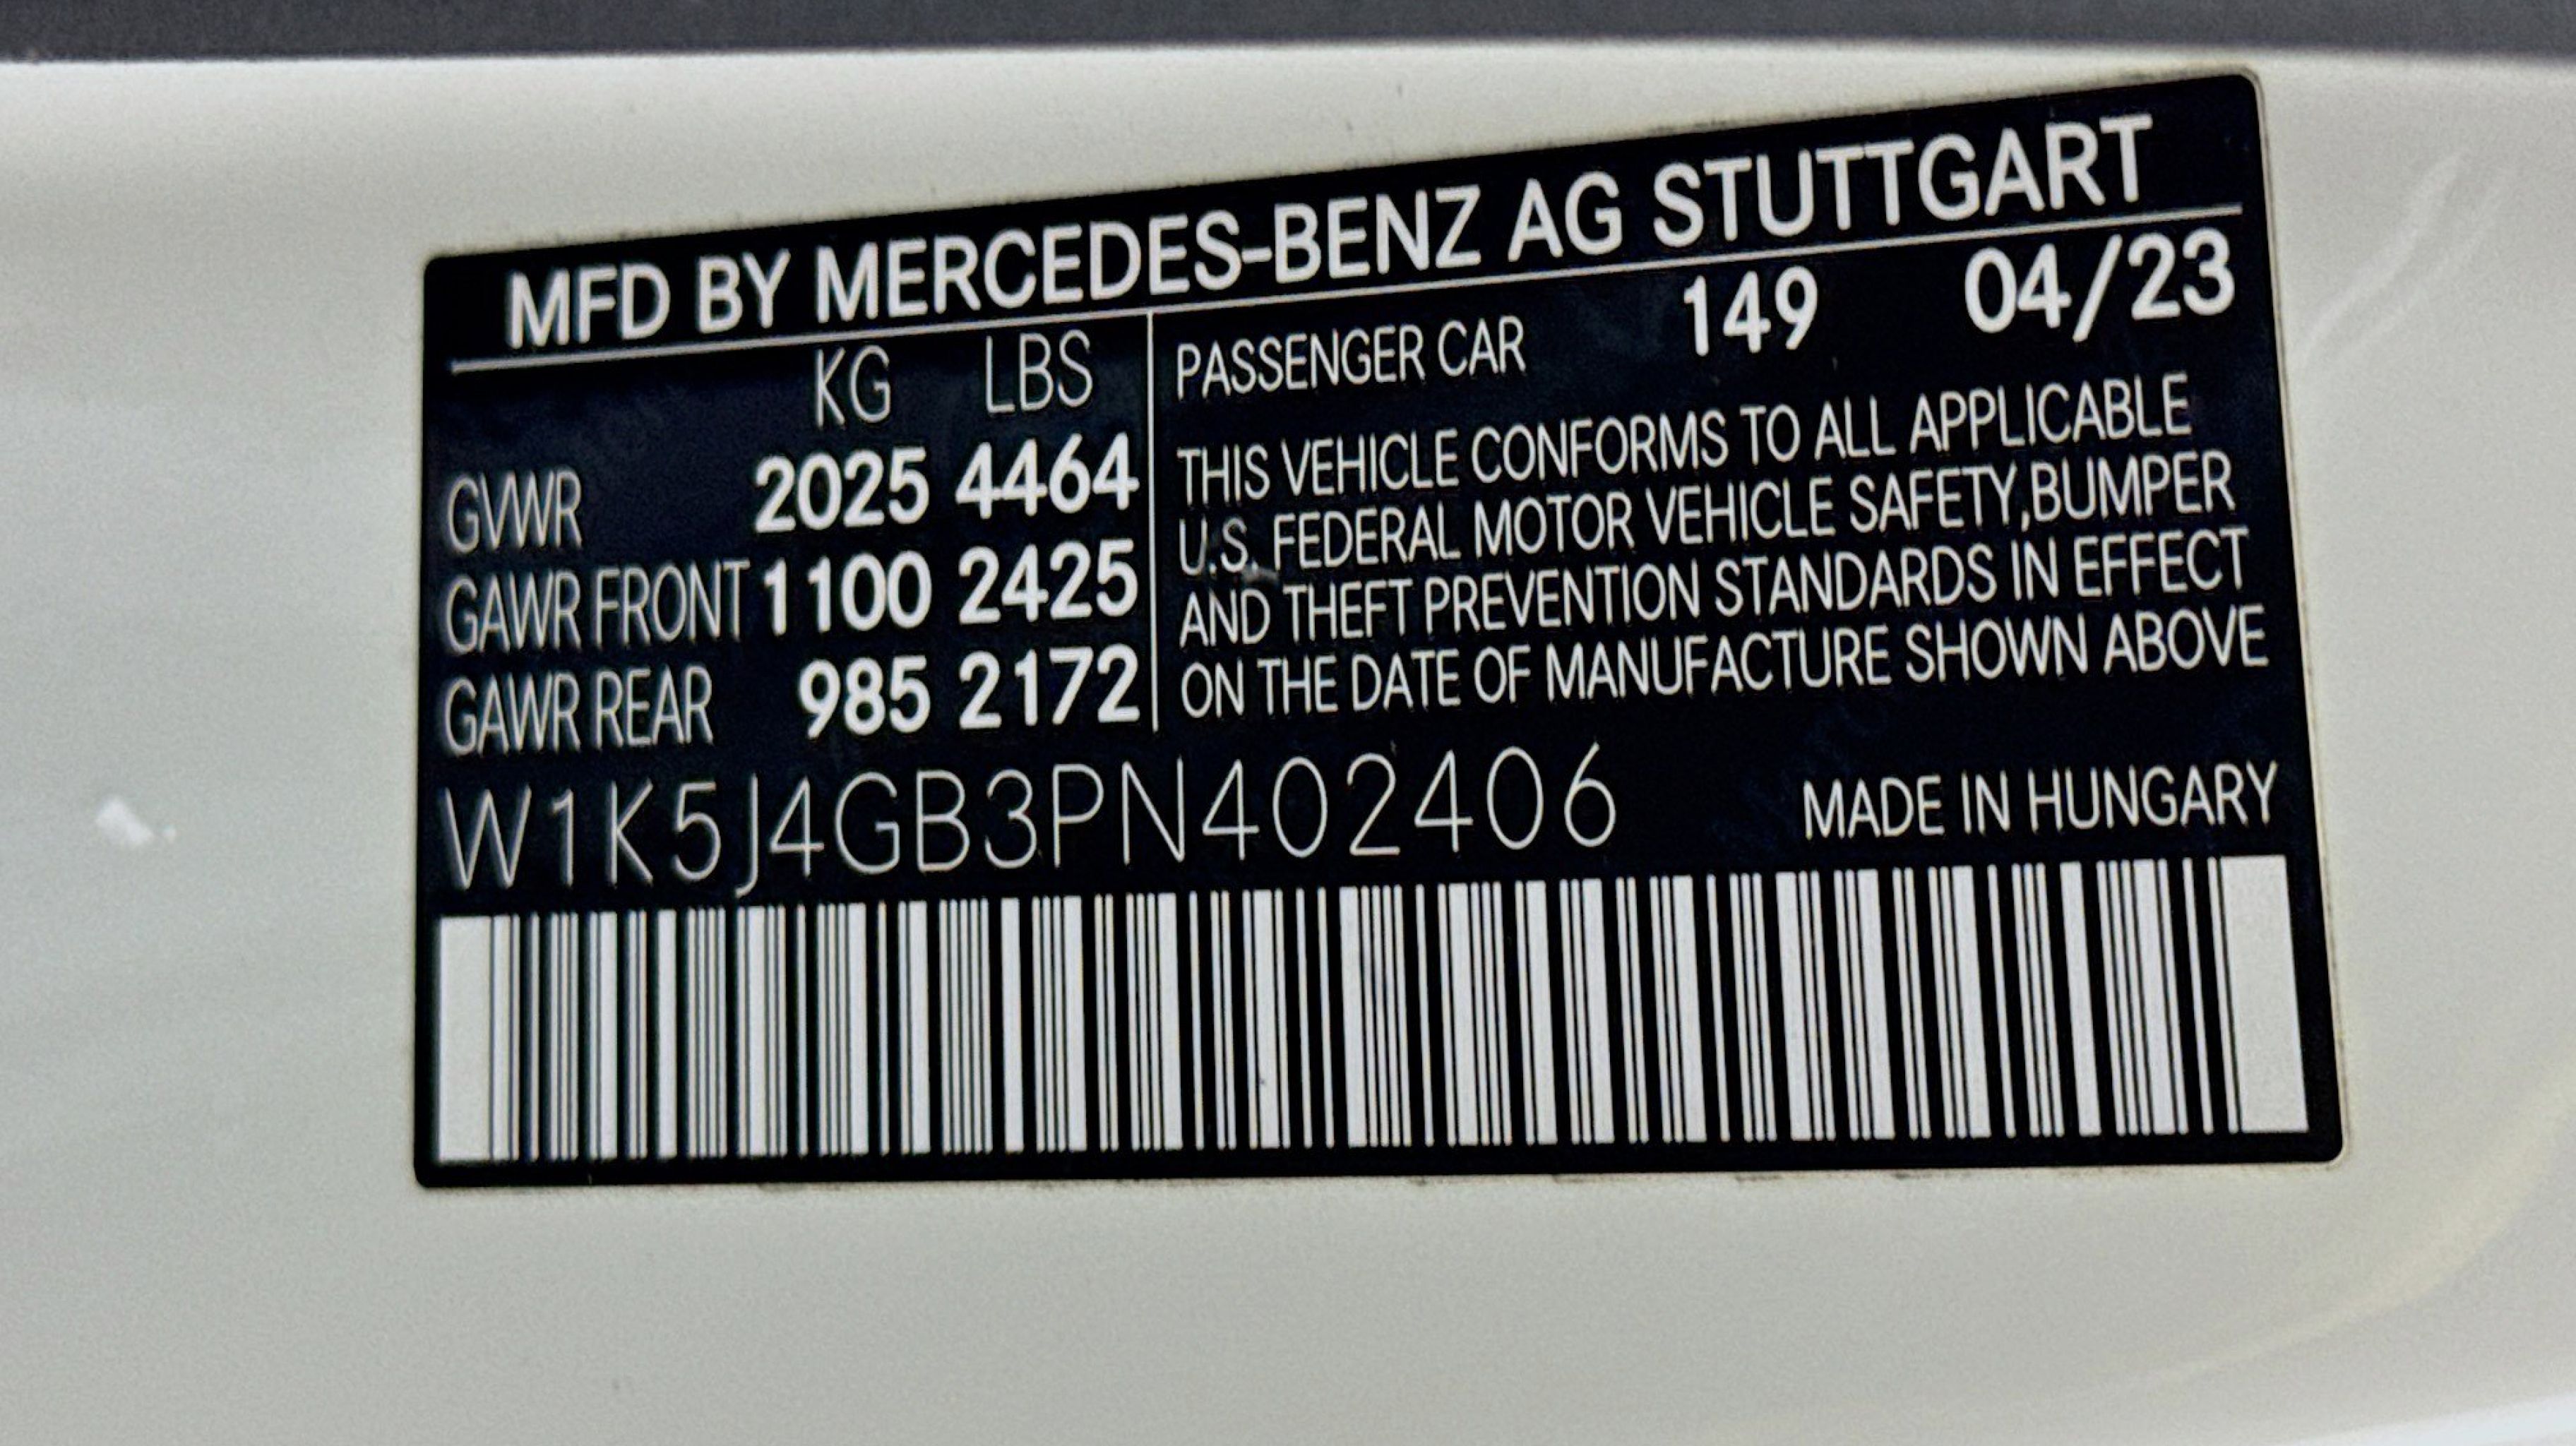 MFD BY MERCEDES-BENZ AG STUTTGART
KG LBS
GVWR 2025 4464
GAWR FRONT 1100 2425
GAWR REAR 985 2172
PASSENGER CAR 149 04/23
THIS VEHICLE CONFORMS TO ALL APPLICABLE
U.S. FEDERAL MOTOR VEHICLE SAFETY,BUMPER
AND THEFT PREVENTION STANDARDS IN EFFECT
ON THE DATE OF MANUFACTURE SHOWN ABOVE
W1K5J4GB3PN402406 MADE IN HUNGARY